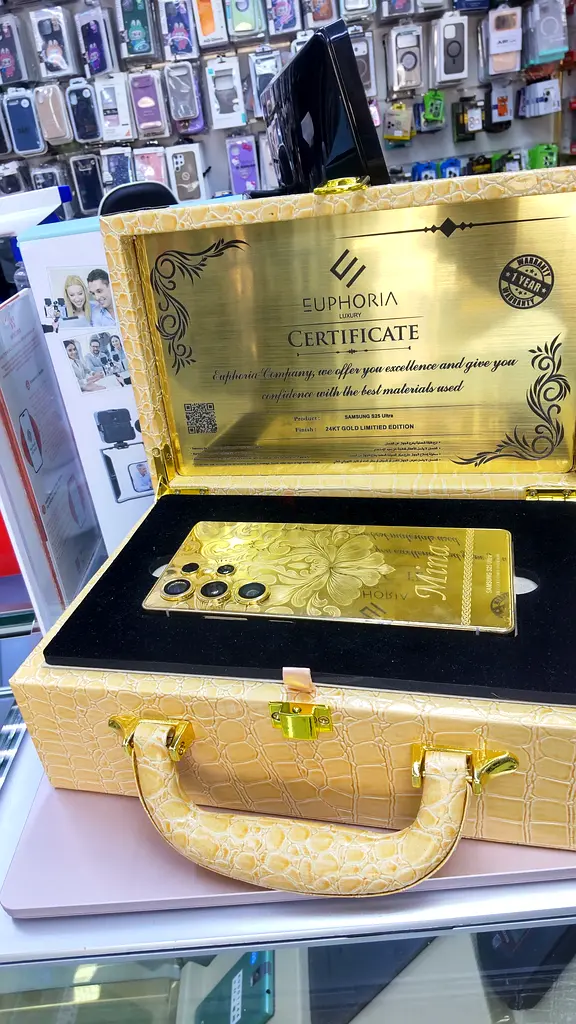 EUPHORIA
LUXURY
CERTIFICATE
WARRANTY
1 YEAR
WARRANTY
Euphoria Company, we offer you excellence and give you
confidence with the best materials used
Product: SAMSUNG S25 Ultra
Finish: 24KT GOLD LIMITED EDITION
Mina